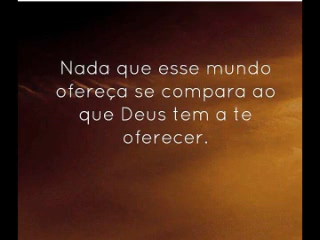 Nada que esse mundo
ofereça se compara ao
que Deus tem a te
oferecer.